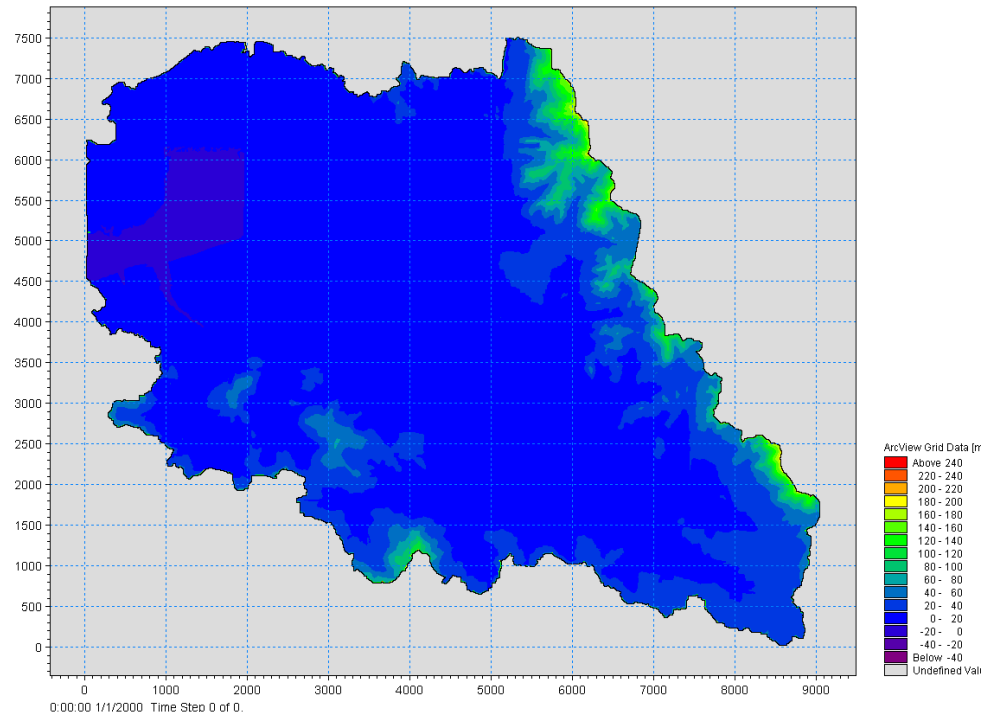 7500
7000
6500
6000
5500
5000
4500
4000
3500
3000
2500
2000
1500
1000
500
0
0 1000 2000 3000 4000 5000 6000 7000 8000 9000
0:00:00 1/1/2000 Time Step 0 of 0.
ArcView Grid Data [m
Above 240
220 - 240
200 - 220
180 - 200
160 - 180
140 - 160
120 - 140
100 - 120
80 - 100
60 - 80
40 - 60
20 - 40
0 - 20
-20 - 0
-40 - -20
Below -40
Undefined Valu